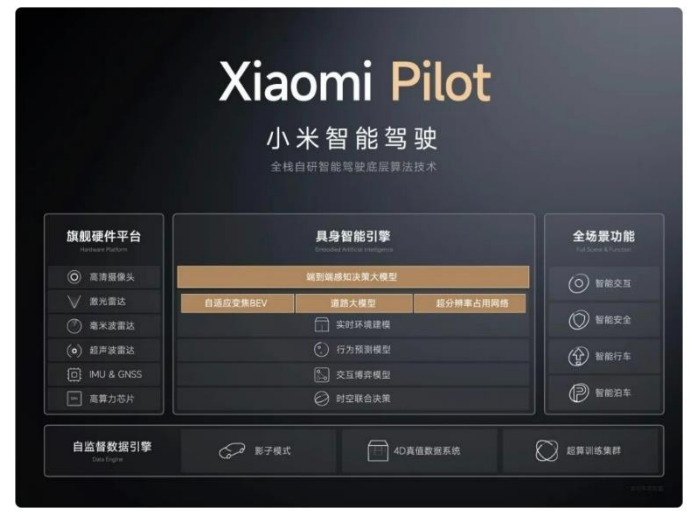 Xiaomi Pilot
小米智能驾驶
全栈自研智能驾驶底层算法技术
旗舰硬件平台
Hardware Platform
高清摄像头
激光雷达
毫米波雷达
超声波雷达
IMU & GNSS
高算力芯片
具身智能引擎
Embodied Artificial Intelligence
端到端感知决策大模型
自适应变焦BEV
道路大模型
超分辨率占用网络
实时环境建模
行为预测模型
交互博弈模型
时空联合决策
全场景功能
Full Scene & Function
智能交互
智能安全
智能行车
智能泊车
自监督数据引擎
Data Engine
影子模式
4D真值数据系统
超算训练集群